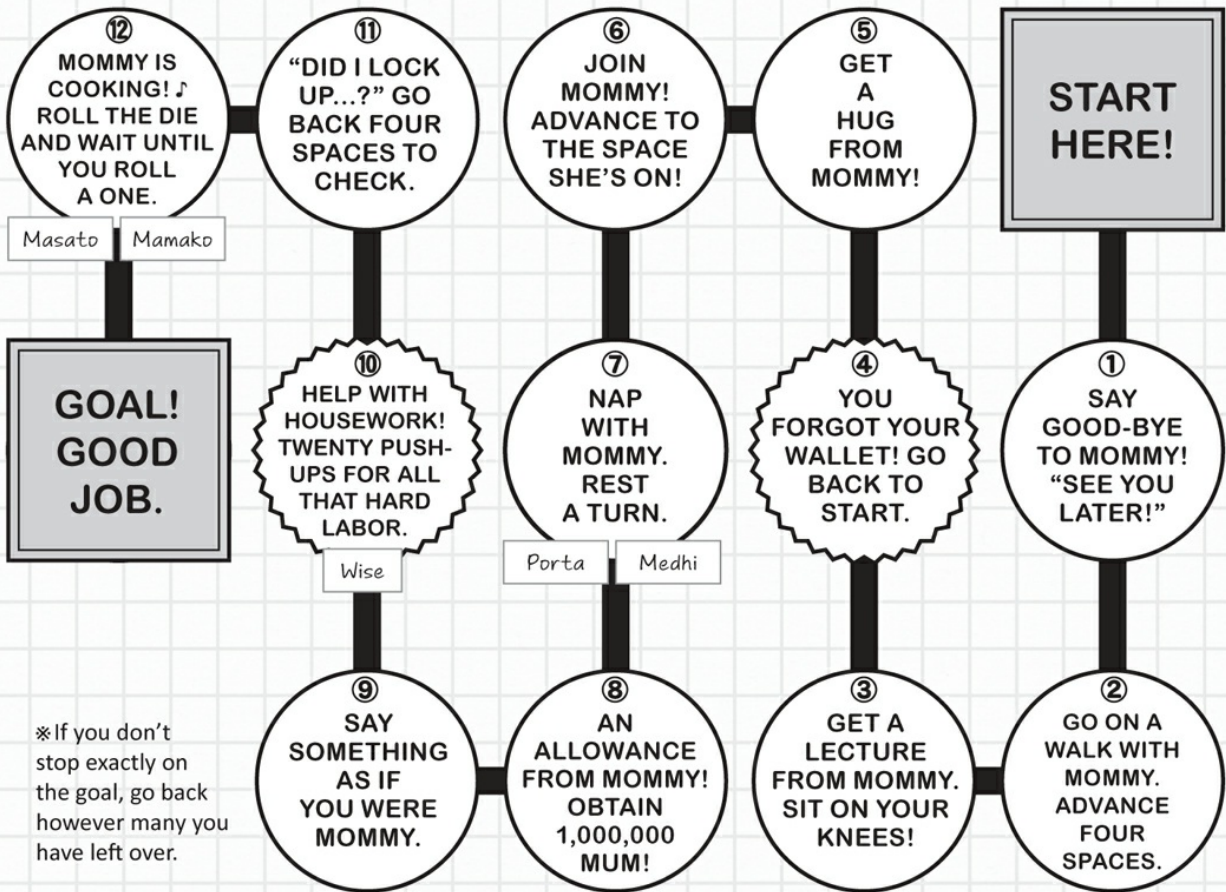 ⑫
MOMMY IS
COOKING! ♪
ROLL THE DIE
AND WAIT UNTIL
YOU ROLL
A ONE.
Masato
Mamako
⑪
“DID I LOCK
UP...?” GO
BACK FOUR
SPACES TO
CHECK.
⑥
JOIN
MOMMY!
ADVANCE TO
THE SPACE
SHE’S ON!
⑤
GET
A
HUG
FROM
MOMMY!
START
HERE!
GOAL!
GOOD
JOB.
⑩
HELP WITH
HOUSEWORK!
TWENTY PUSH-
UPS FOR ALL
THAT HARD
LABOR.
Wise
⑦
NAP
WITH
MOMMY.
REST
A TURN.
Porta
Medhi
④
YOU
FORGOT YOUR
WALLET! GO
BACK TO
START.
①
SAY
GOOD-BYE
TO MOMMY!
“SEE YOU
LATER!”
※If you don’t
stop exactly on
the goal, go back
however many you
have left over.
⑨
SAY
SOMETHING
AS IF
YOU WERE
MOMMY.
⑧
AN
ALLOWANCE
FROM MOMMY!
OBTAIN
1,000,000
MUM!
③
GET A
LECTURE
FROM MOMMY.
SIT ON YOUR
KNEES!
②
GO ON A
WALK WITH
MOMMY.
ADVANCE
FOUR
SPACES.